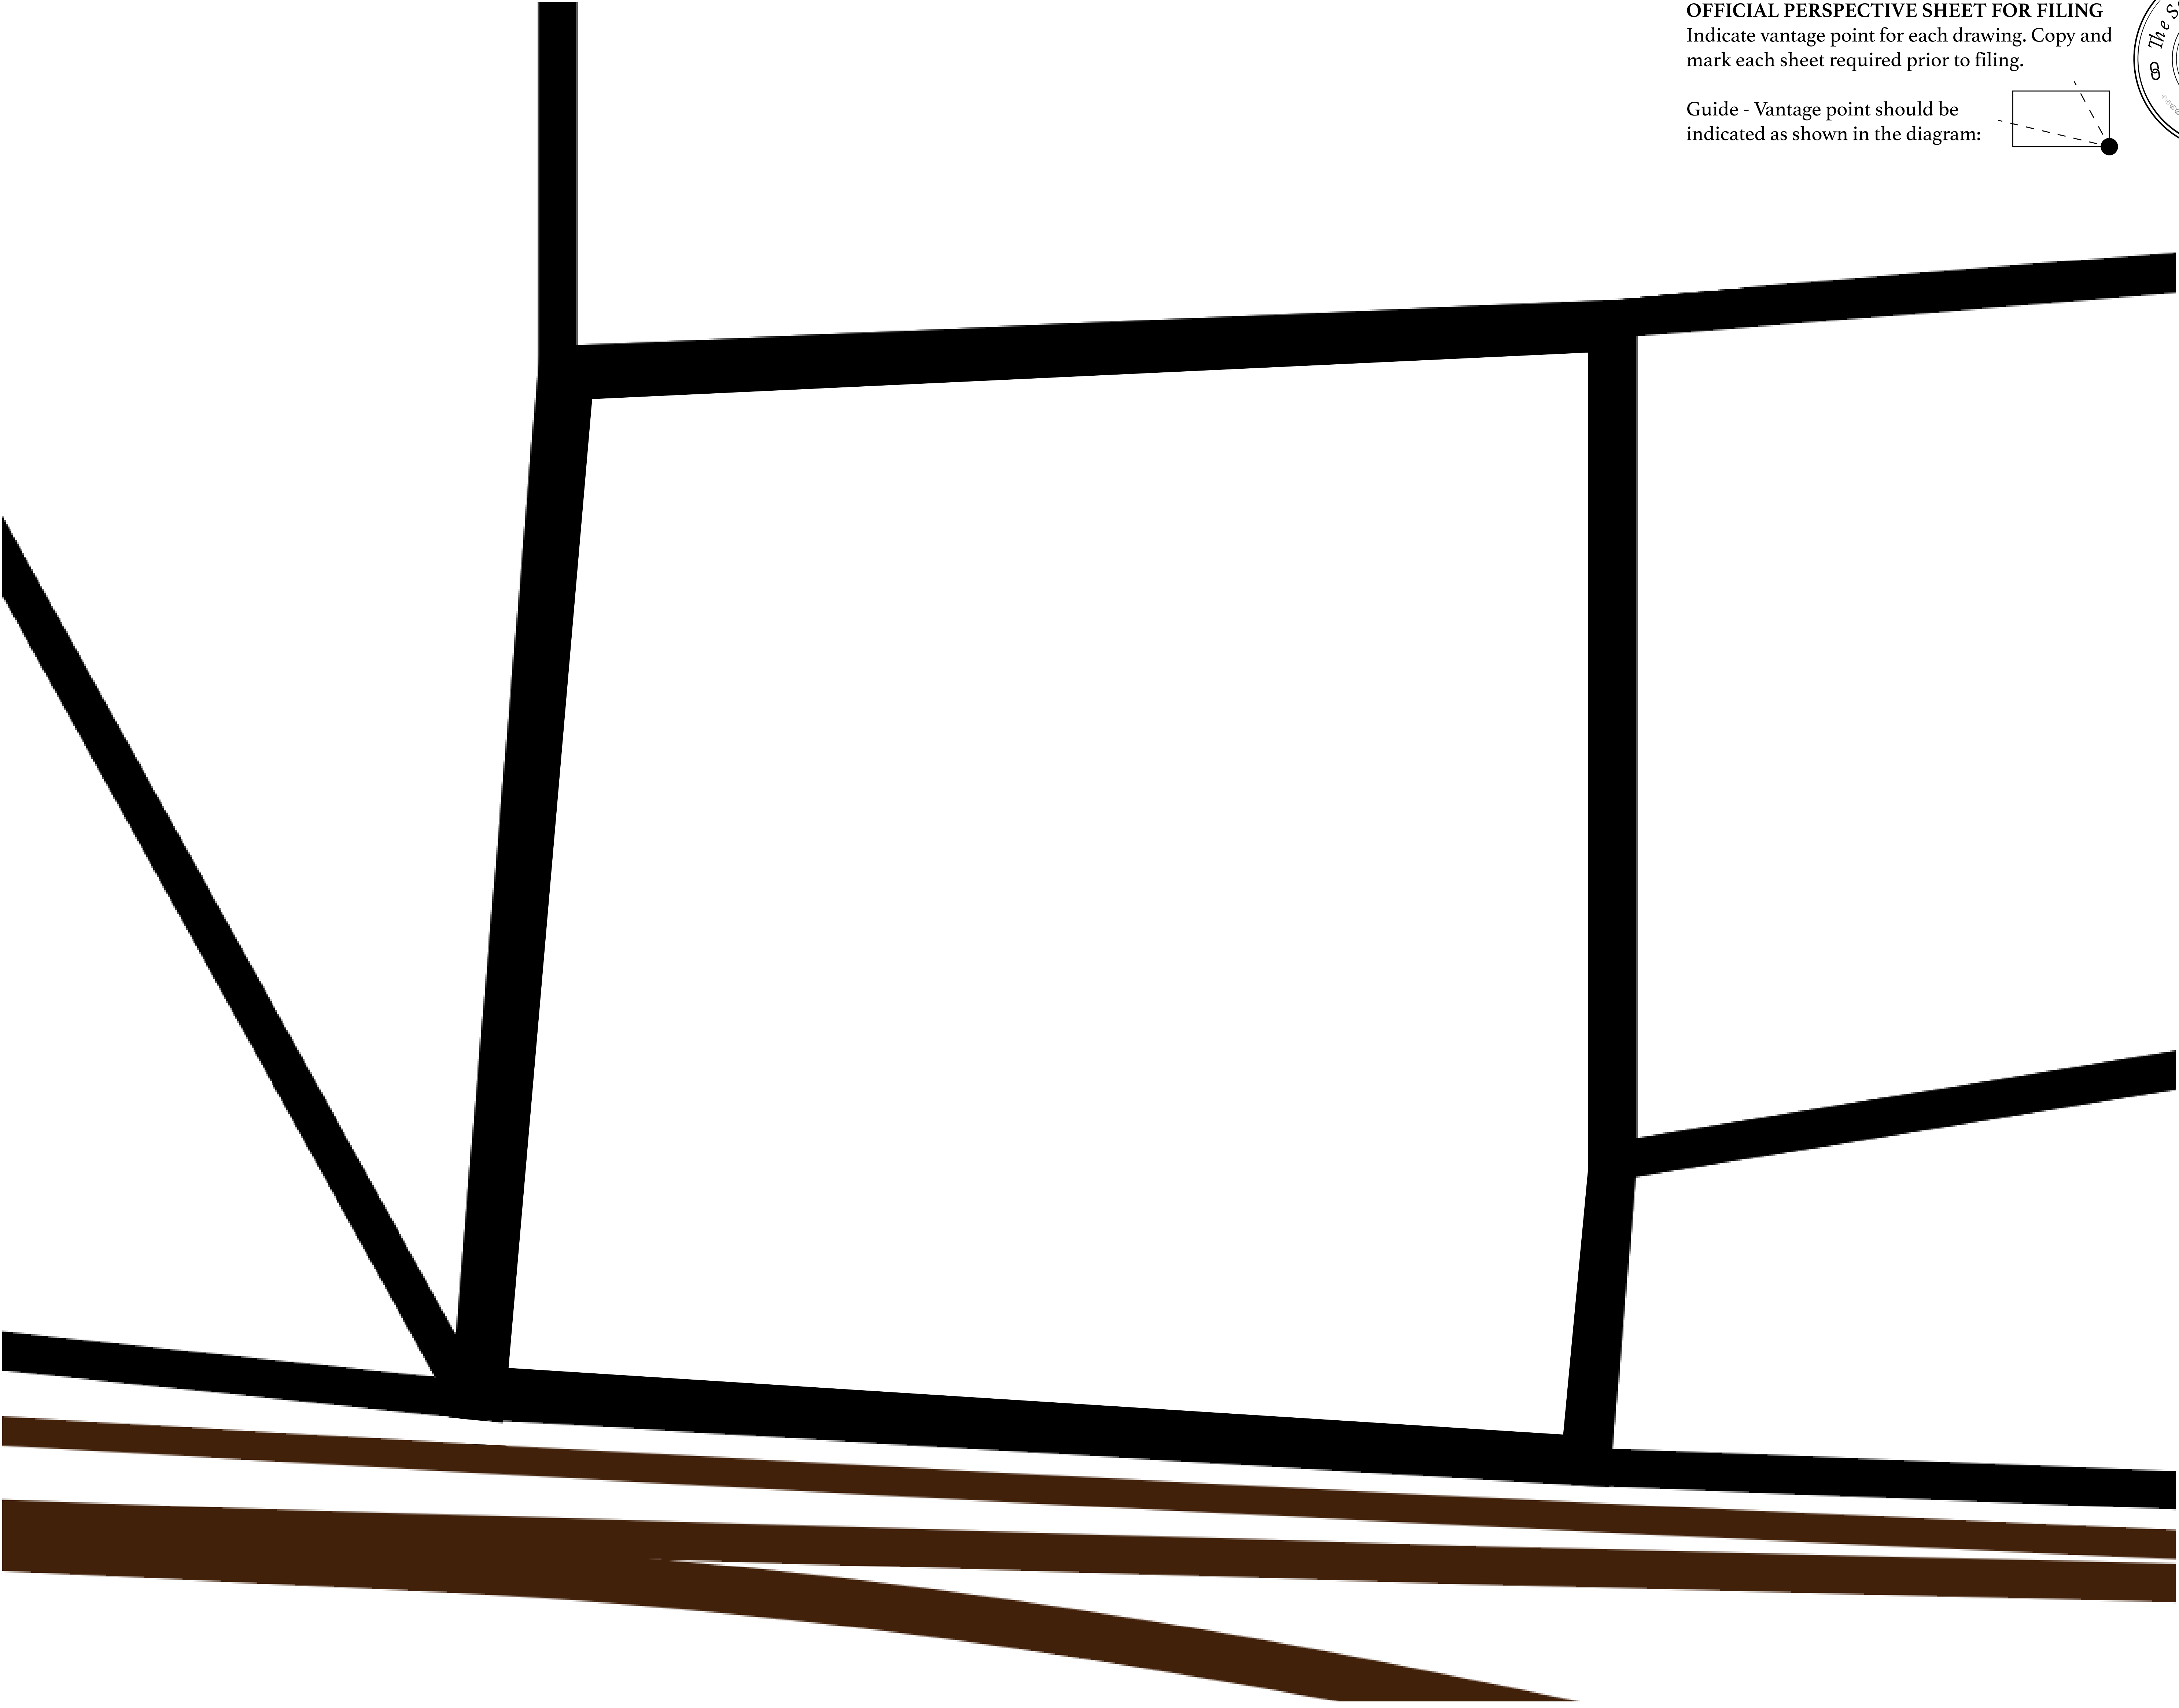 OFFICIAL PERSPECTIVE SHEET FOR FILING
Indicate vantage point for each drawing. Copy and
mark each sheet required prior to filing.
Guide - Vantage point should be
indicated as shown in the diagram:
The